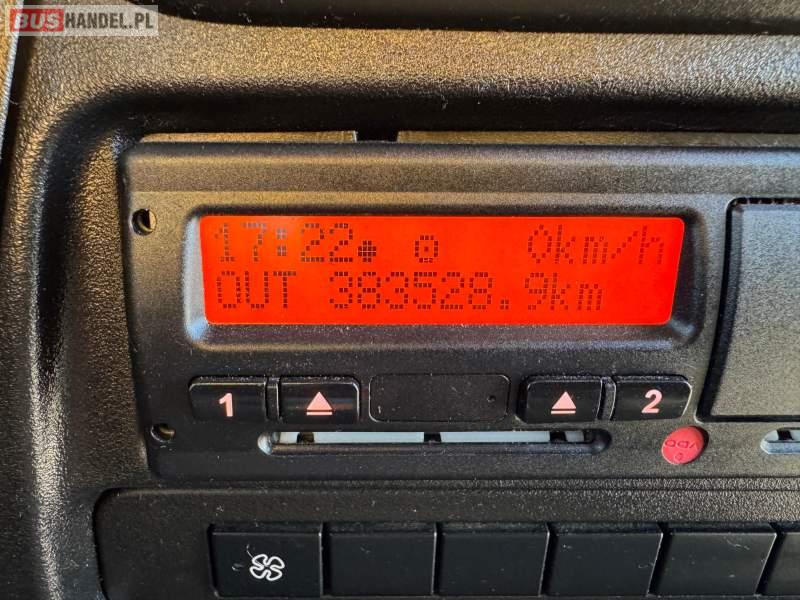 BUSHANDEL.PL
17:22. 0km/h
OUT 383528.9km
1
2
VDO